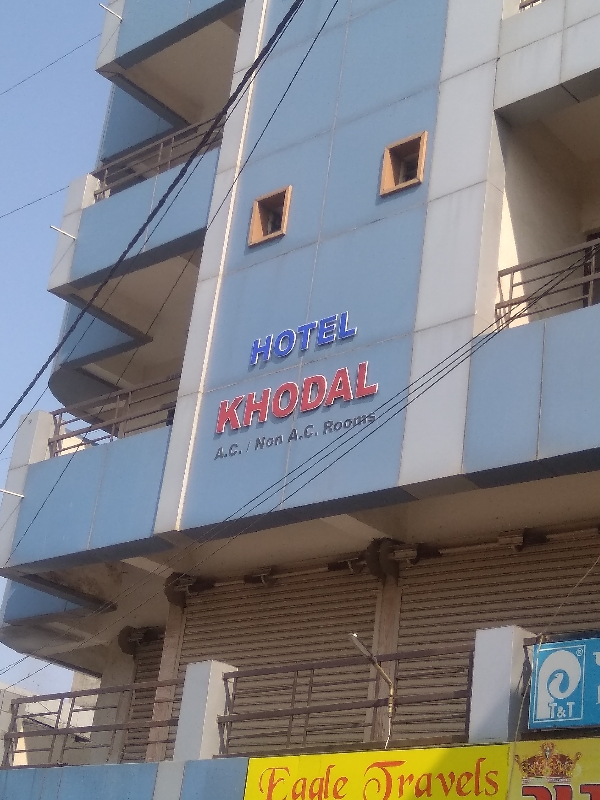 HOTEL
KHODAL
A.C. / Non A.C. Rooms
®
T&T
Eagle Travels